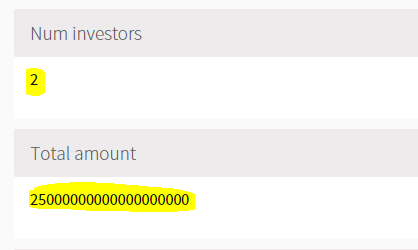 Num investors
2
Total amount
25000000000000000000